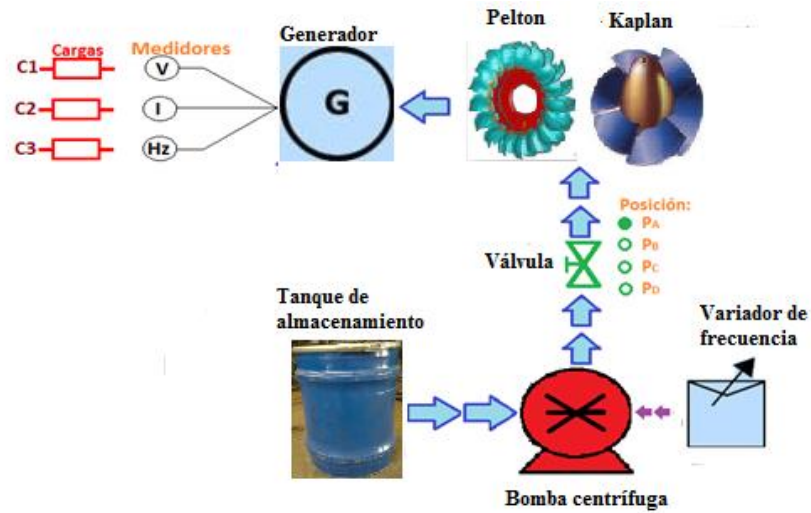 Pelton
Kaplan
Generador
Cargas
Medidores
C1
V
C2
I
G
C3
Hz
Posición:
PA
PB
PC
PD
Válvula
Tanque de
almacenamiento
Variador de
frecuencia
Bomba centrífuga